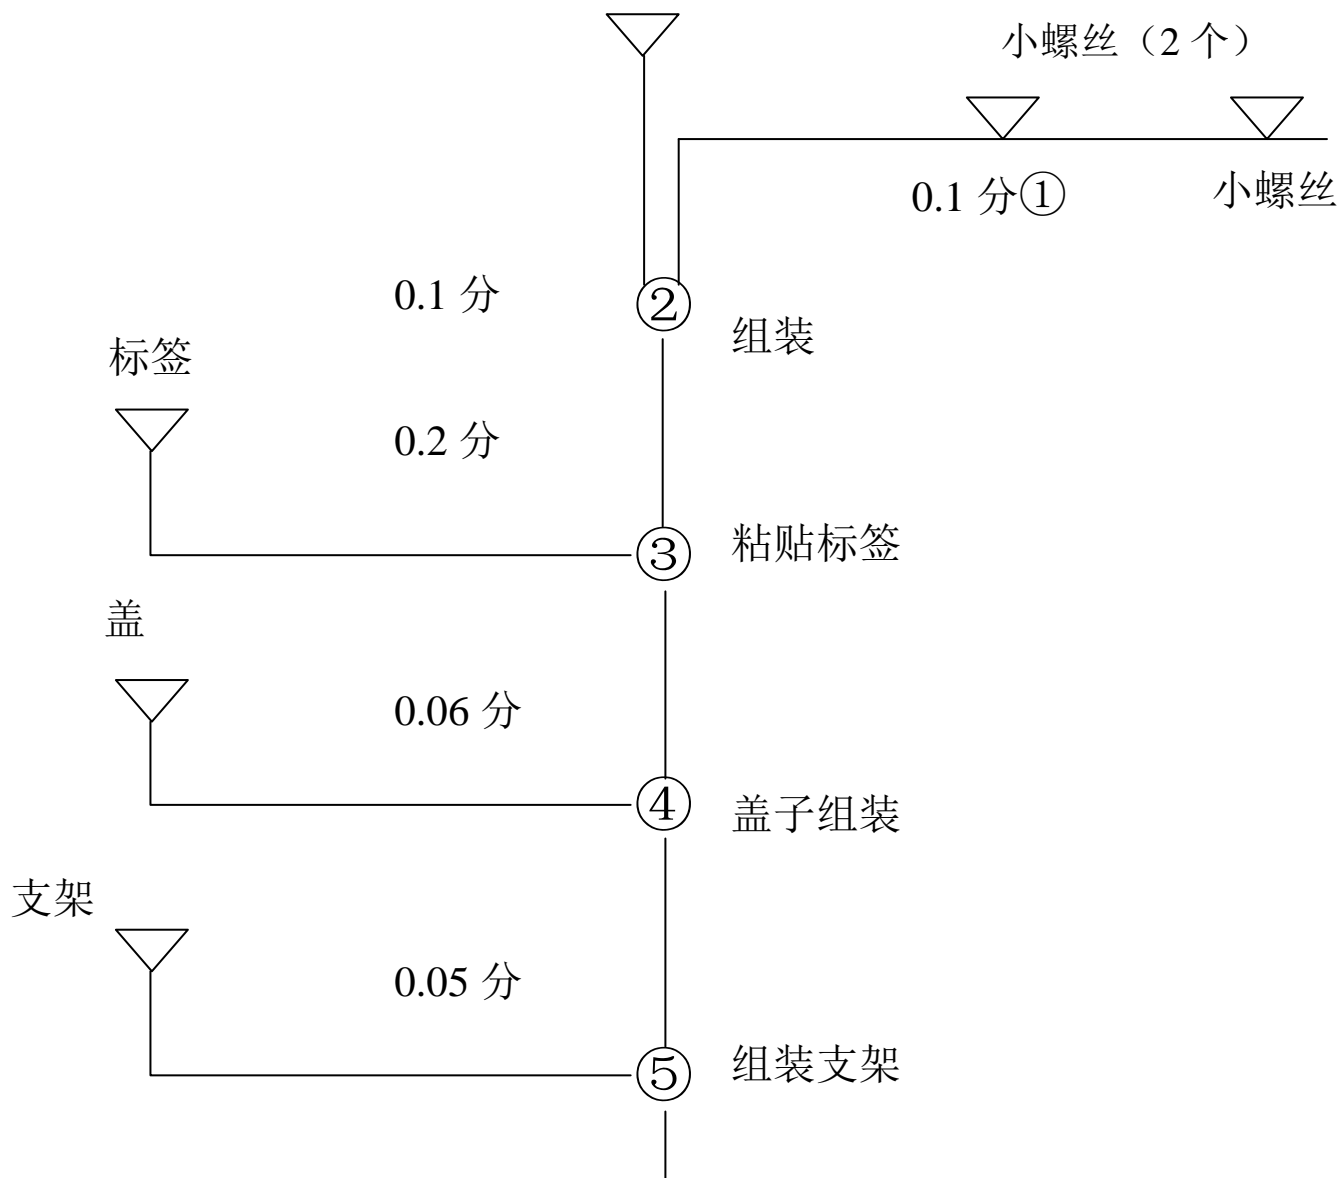 小螺丝（2 个）
0.1 分①
小螺丝
0.1 分
②
组装
标签
0.2 分
③
粘贴标签
盖
0.06 分
④
盖子组装
支架
0.05 分
⑤
组装支架